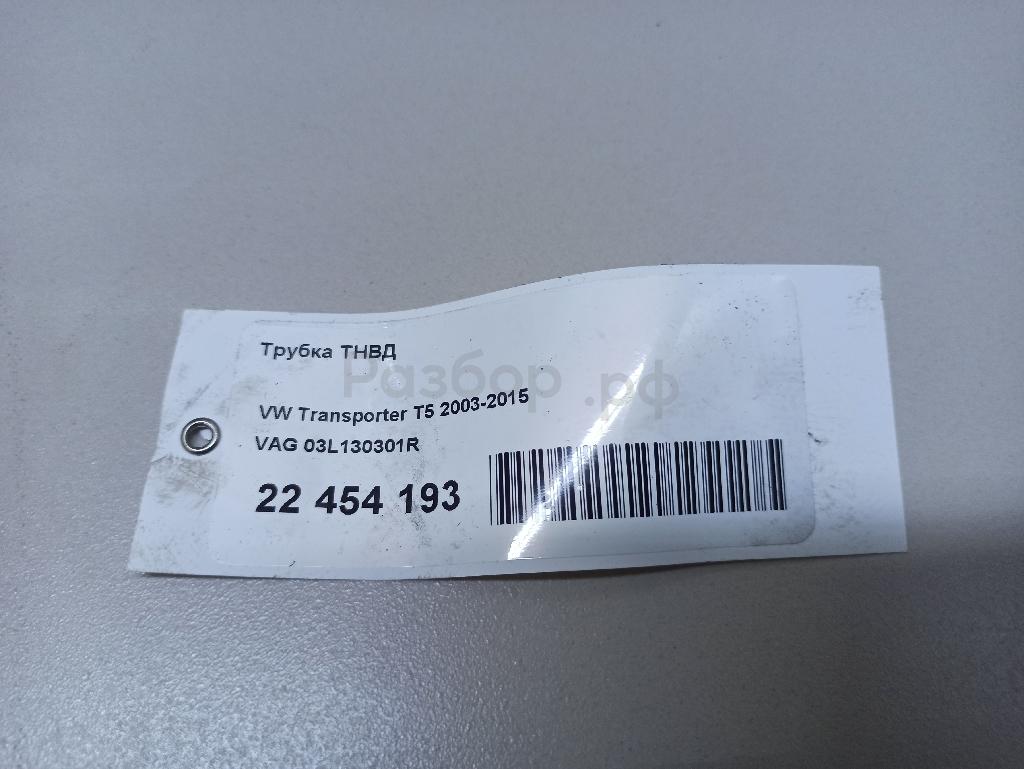 Трубка ТНВД
Разбор.рф
VW Transporter T5 2003-2015
VAG 03L130301R
22 454 193